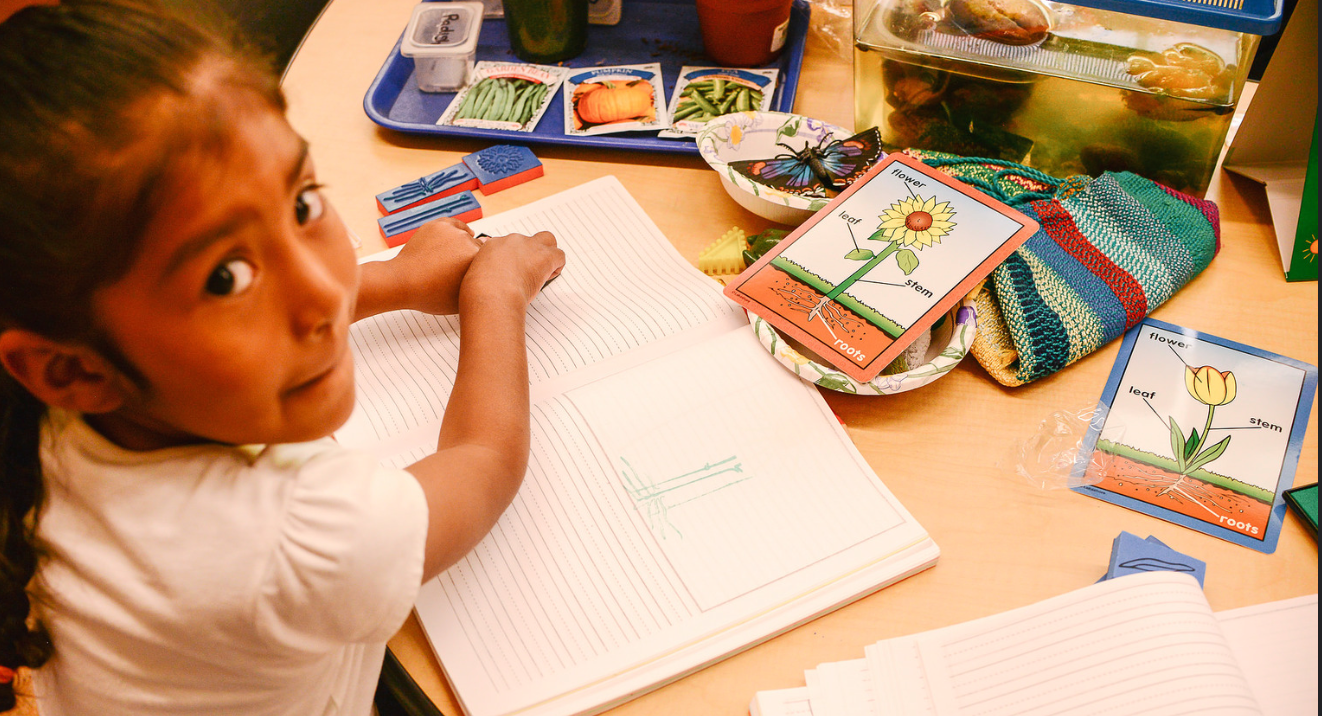 Radish
PUMPKIN
flower
leaf
stem
roots
flower
leaf
stem
roots